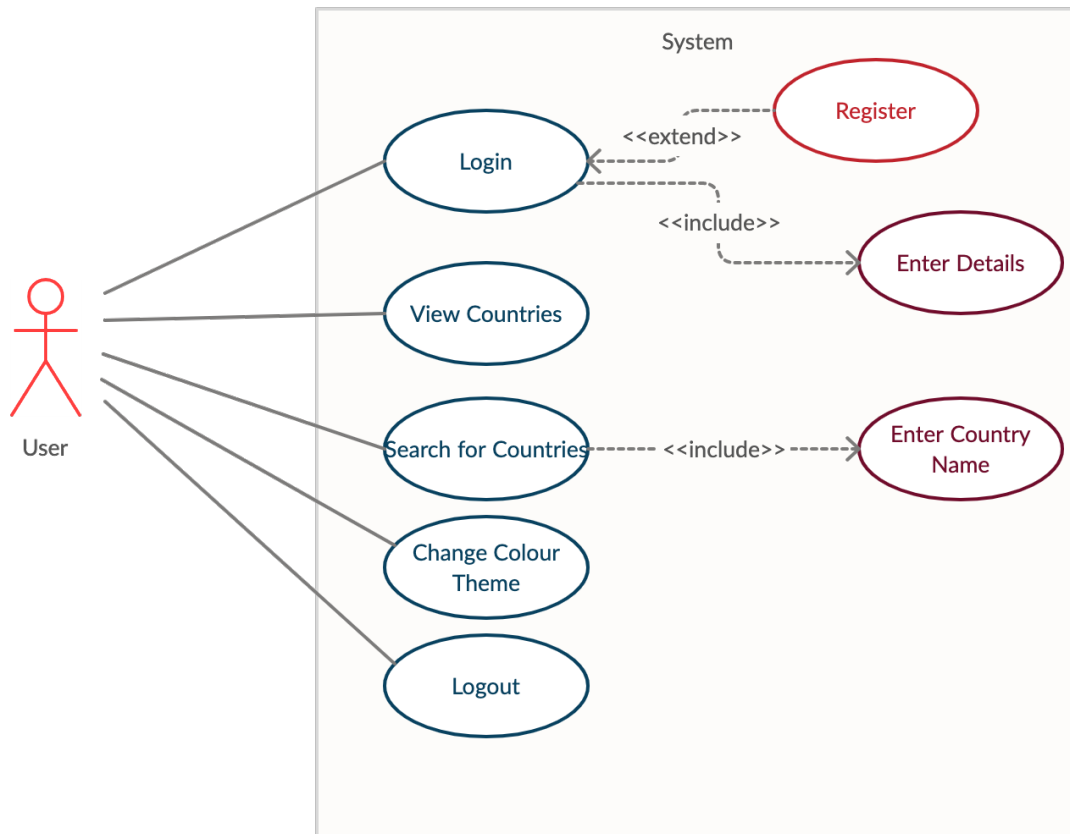 System
Register
<<extend>>
Login
<<include>>
Enter Details
View Countries
User
Search for Countries
<<include>>
Enter Country
Name
Change Colour
Theme
Logout